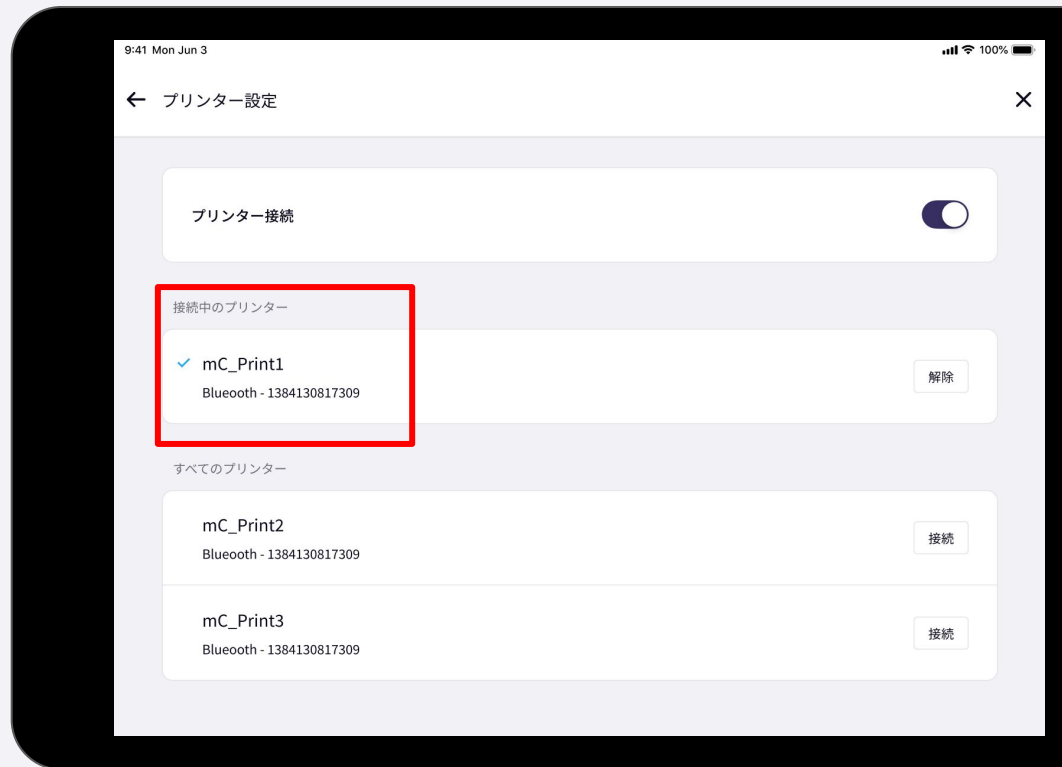 9:41 Mon Jun 3
100%
プリンター設定
プリンター接続
接続中のプリンター
mC_Print1
Blueooth - 1384130817309
解除
すべてのプリンター
mC_Print2
Blueooth - 1384130817309
接続
mC_Print3
Blueooth - 1384130817309
接続